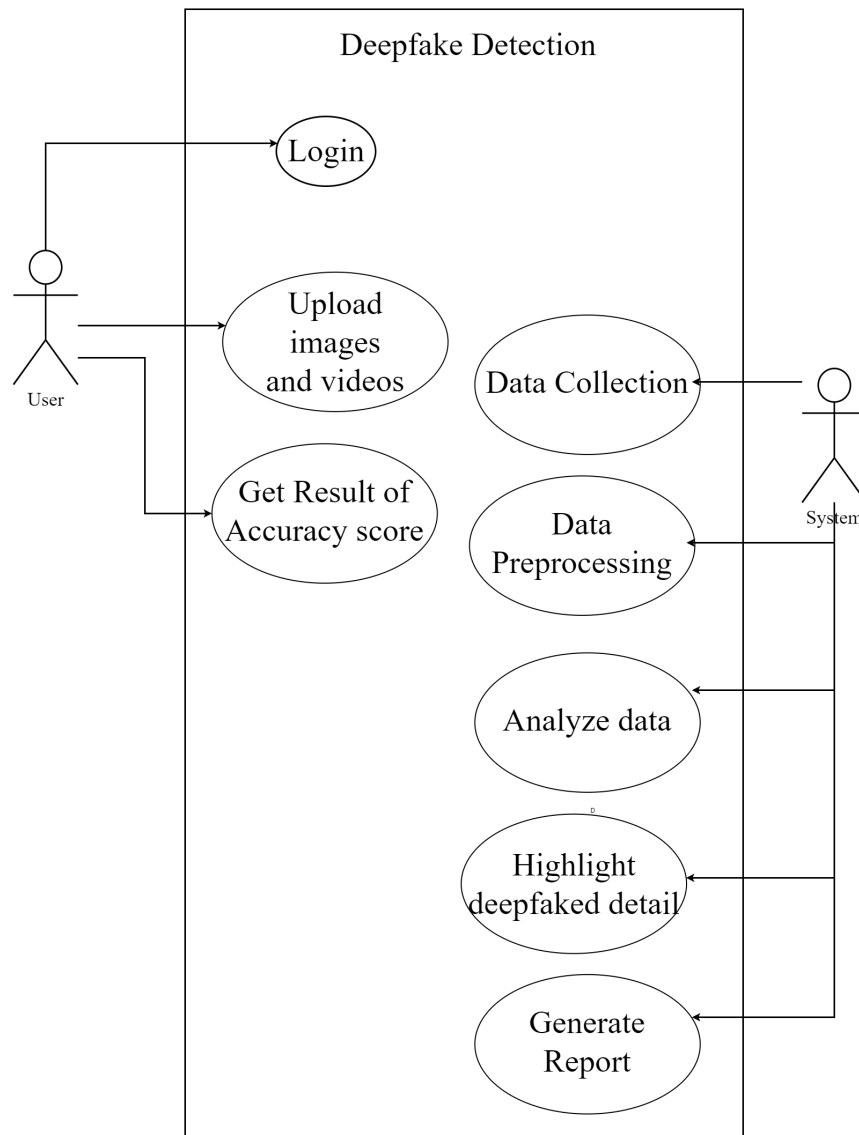 Deepfake Detection
Login
Upload
images
and videos
User
Data Collection
Get Result of
Accuracy score
System
Data
Preprocessing
Analyze data
D
Highlight
deepfaked detail
Generate
Report